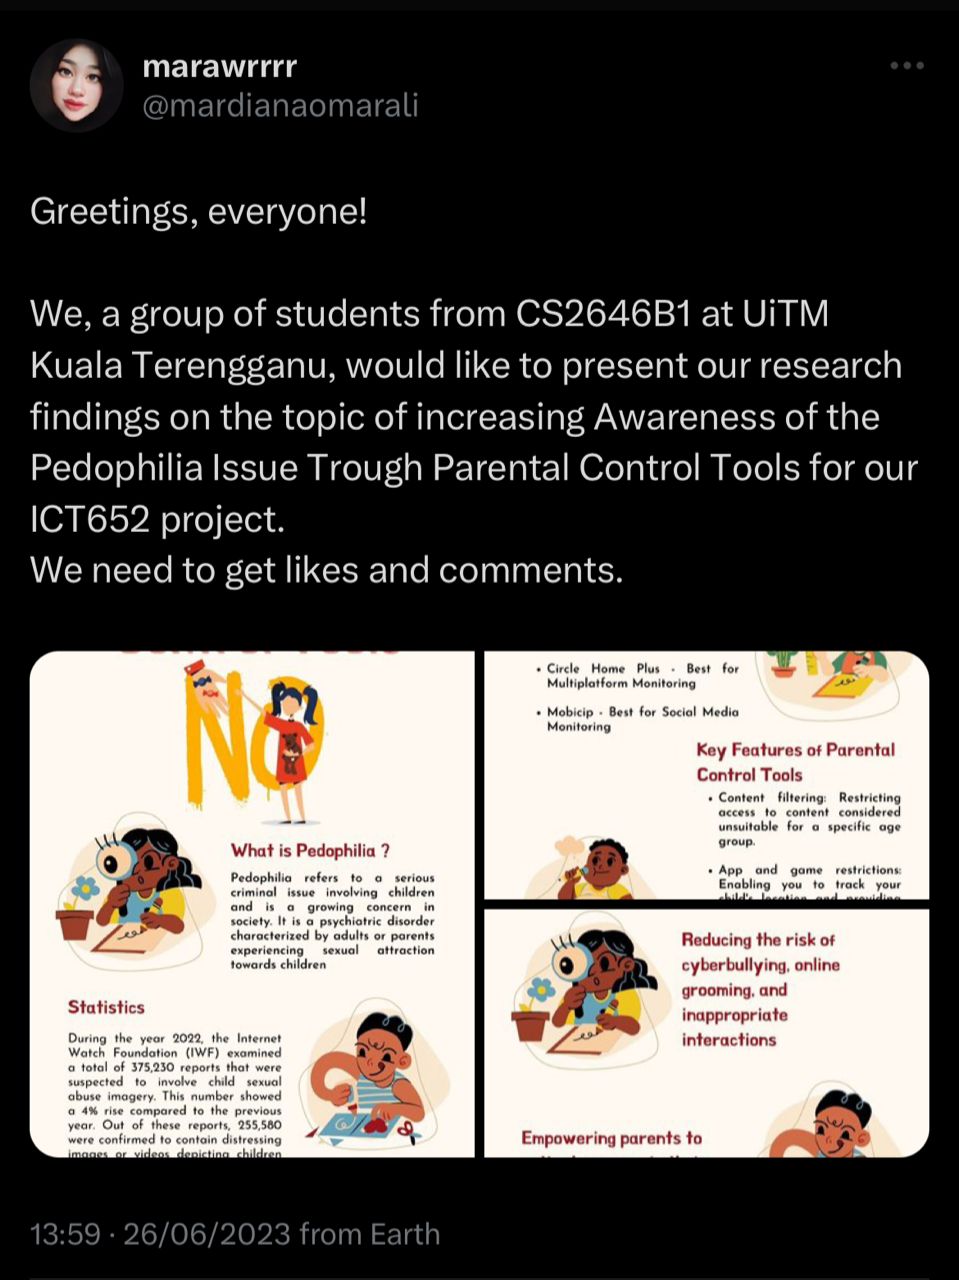 marawrrrr
@mardianaomarali
Greetings, everyone!
We, a group of students from CS2646B1 at UiTM
Kuala Terengganu, would like to present our research
findings on the topic of increasing Awareness of the
Pedophilia Issue Trough Parental Control Tools for our
ICT652 project.
We need to get likes and comments.
NO
What is Pedophilia ?
Pedophilia refers to a serious
criminal issue involving children
and is a growing concern in
society. It is a psychiatric disorder
characterized by adults or parents
experiencing sexual attraction
towards children
Statistics
During the year 2022, the Internet
Watch Foundation (IWF) examined
a total of 375,230 reports that were
suspected to involve child sexual
abuse imagery. This number showed
a 4% rise compared to the previous
year. Out of these reports, 255,580
were confirmed to contain distressing
images or videos depicting children
• Circle Home Plus - Best for
Multiplatform Monitoring
• Mobicip - Best for Social Media
Monitoring
Key Features of Parental
Control Tools
• Content filtering: Restricting
access to content considered
unsuitable for a specific age
group.
• App and game restrictions:
Enabling you to track your
child's location and providing
Reducing the risk of
cyberbullying, online
grooming, and
inappropriate
interactions
Empowering parents to
13:59 · 26/06/2023 from Earth